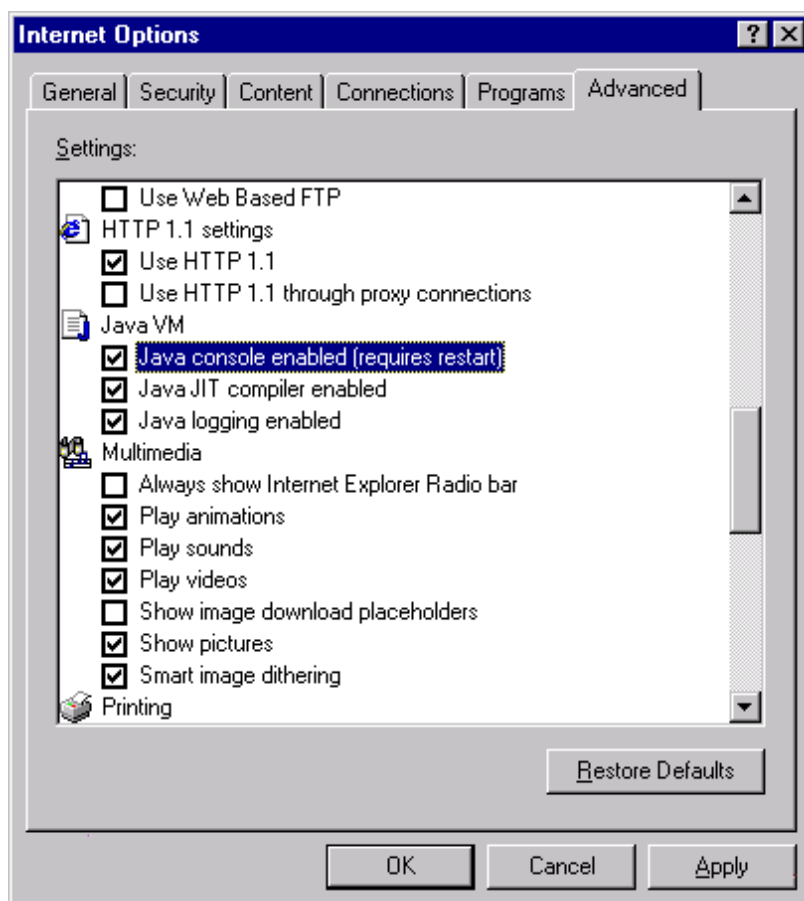 Internet Options
General Security Content Connections Programs Advanced
Settings:
Use Web Based FTP
HTTP 1.1 settings
Use HTTP 1.1
Use HTTP 1.1 through proxy connections
Java VM
Java console enabled (requires restart)
Java JIT compiler enabled
Java logging enabled
Multimedia
Always show Internet Explorer Radio bar
Play animations
Play sounds
Play videos
Show image download placeholders
Show pictures
Smart image dithering
Printing
Restore Defaults
OK Cancel Apply